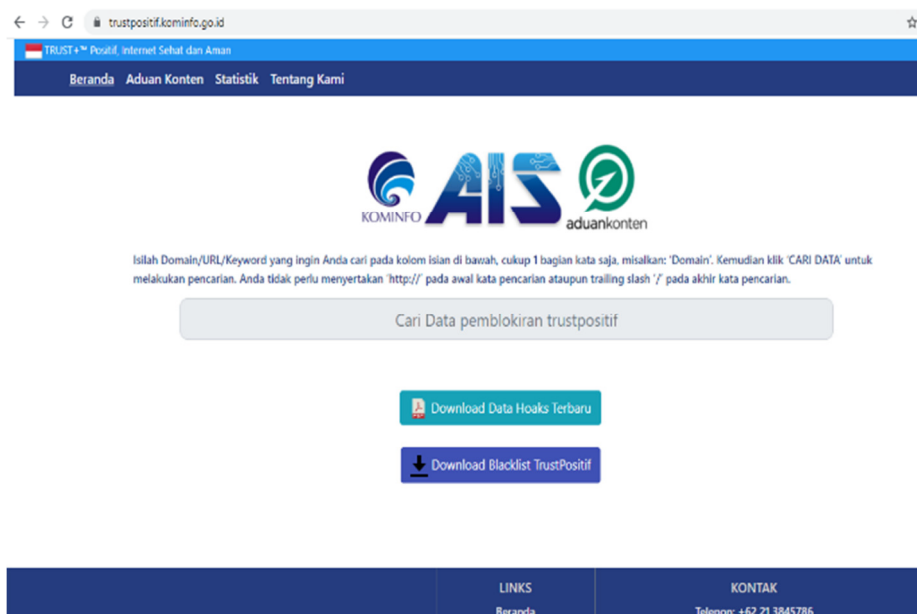 trustpositif.kominfo.go.id
TRUST+™ Positif, Internet Sehat dan Aman
Beranda Aduan Konten Statistik Tentang Kami
KOMINFO
AIS
aduankonten
Isilah Domain/URL/Keyword yang ingin Anda cari pada kolom isian di bawah, cukup 1 bagian kata saja, misalkan: 'Domain'. Kemudian klik 'CARI DATA' untuk
melakukan pencarian. Anda tidak perlu menyertakan 'http://' pada awal kata pencarian ataupun trailing slash '/' pada akhir kata pencarian.
Cari Data pemblokiran trustpositif
Download Data Hoaks Terbaru
Download Blacklist TrustPositif
LINKS
Beranda
KONTAK
Telepon: +62 21 3845786